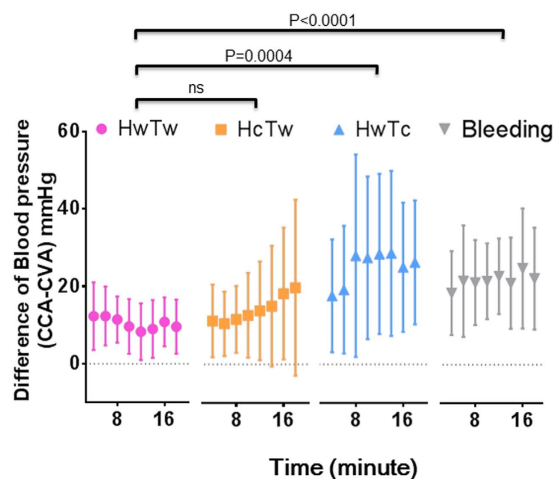 P<0.0001
P=0.0004
ns
HwTw HcTw HwTc Bleeding
Difference of Blood pressure
(CCA-CVA) mmHg
60
40
20
0
8 16 8 16 8 16 8 16
Time (minute)